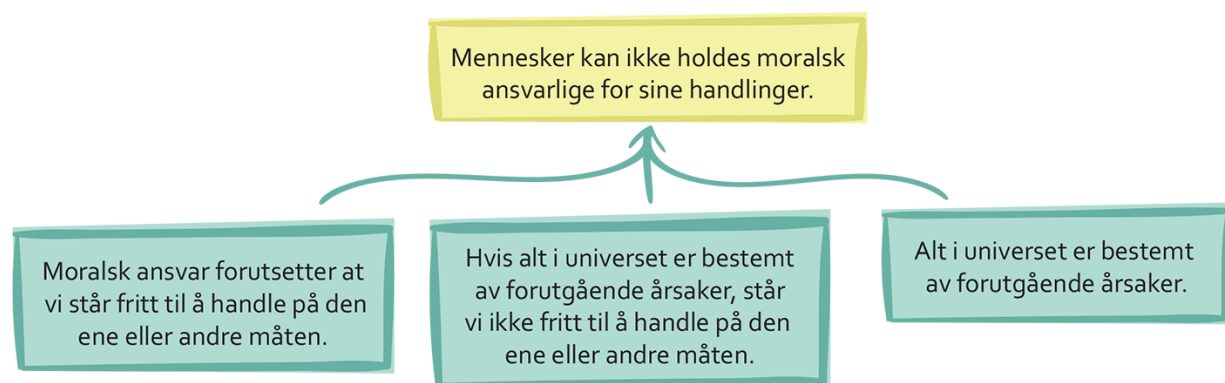 Mennesker kan ikke holdes moralsk
ansvarlige for sine handlinger.
Moralsk ansvar forutsetter at
vi står fritt til å handle på den
ene eller andre måten.
Hvis alt i universet er bestemt
av forutgående årsaker, står
vi ikke fritt til å handle på den
ene eller andre måten.
Alt i universet er bestemt
av forutgående årsaker.